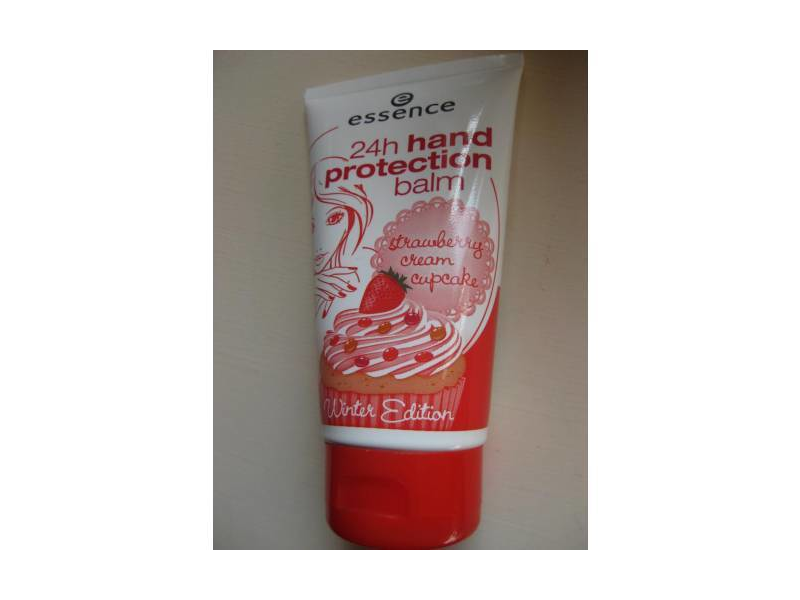 essence
24h hand
protection
balm
strawberry
cream
cupcake
Winter Edition